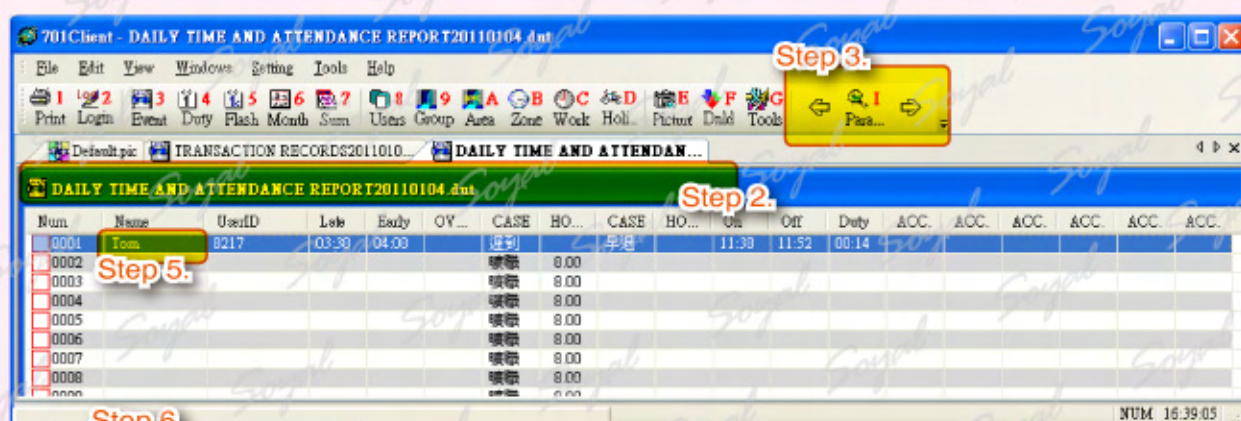 701Client - DAILY TIME AND ATTENDANCE REPORT20110104.dnt
Step 3.
File Edit View Windows Setting Tools Help
1 2 3 4 5 6 7 8 9 A B C D E F G I
Print Login Event Duty Flash Month Sum Users Group Area Zone Work Holi... Picture Dnld Tools Para...
Default.pic TRANSACTION RECORDS2011010... DAILY TIME AND ATTENDAN...
DAILY TIME AND ATTENDANCE REPORT20110104.dnt
Step 2.
Num Name UserID Late Early OV... CASE HO... CASE HO... On Off Duty ACC. ACC. ACC. ACC. ACC. ACC.
0001 Tom 8217 03:38 04:08 遲到 早退 11:38 11:52 00:14
0002 曠職 8.00
Step 5.
0003 曠職 8.00
0004 曠職 8.00
0005 曠職 8.00
0006 曠職 8.00
0007 曠職 8.00
0008 曠職 8.00
Step 6
NUM 16:39:05
Soyal